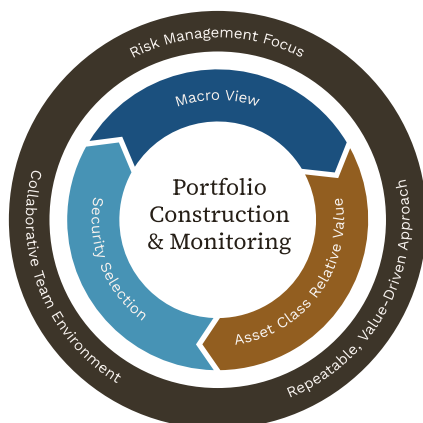 Risk Management Focus
Macro View
Portfolio
Construction
& Monitoring
Security Selection
Asset Class Relative Value
Collaborative Team Environment
Repeatable, Value-Driven Approach